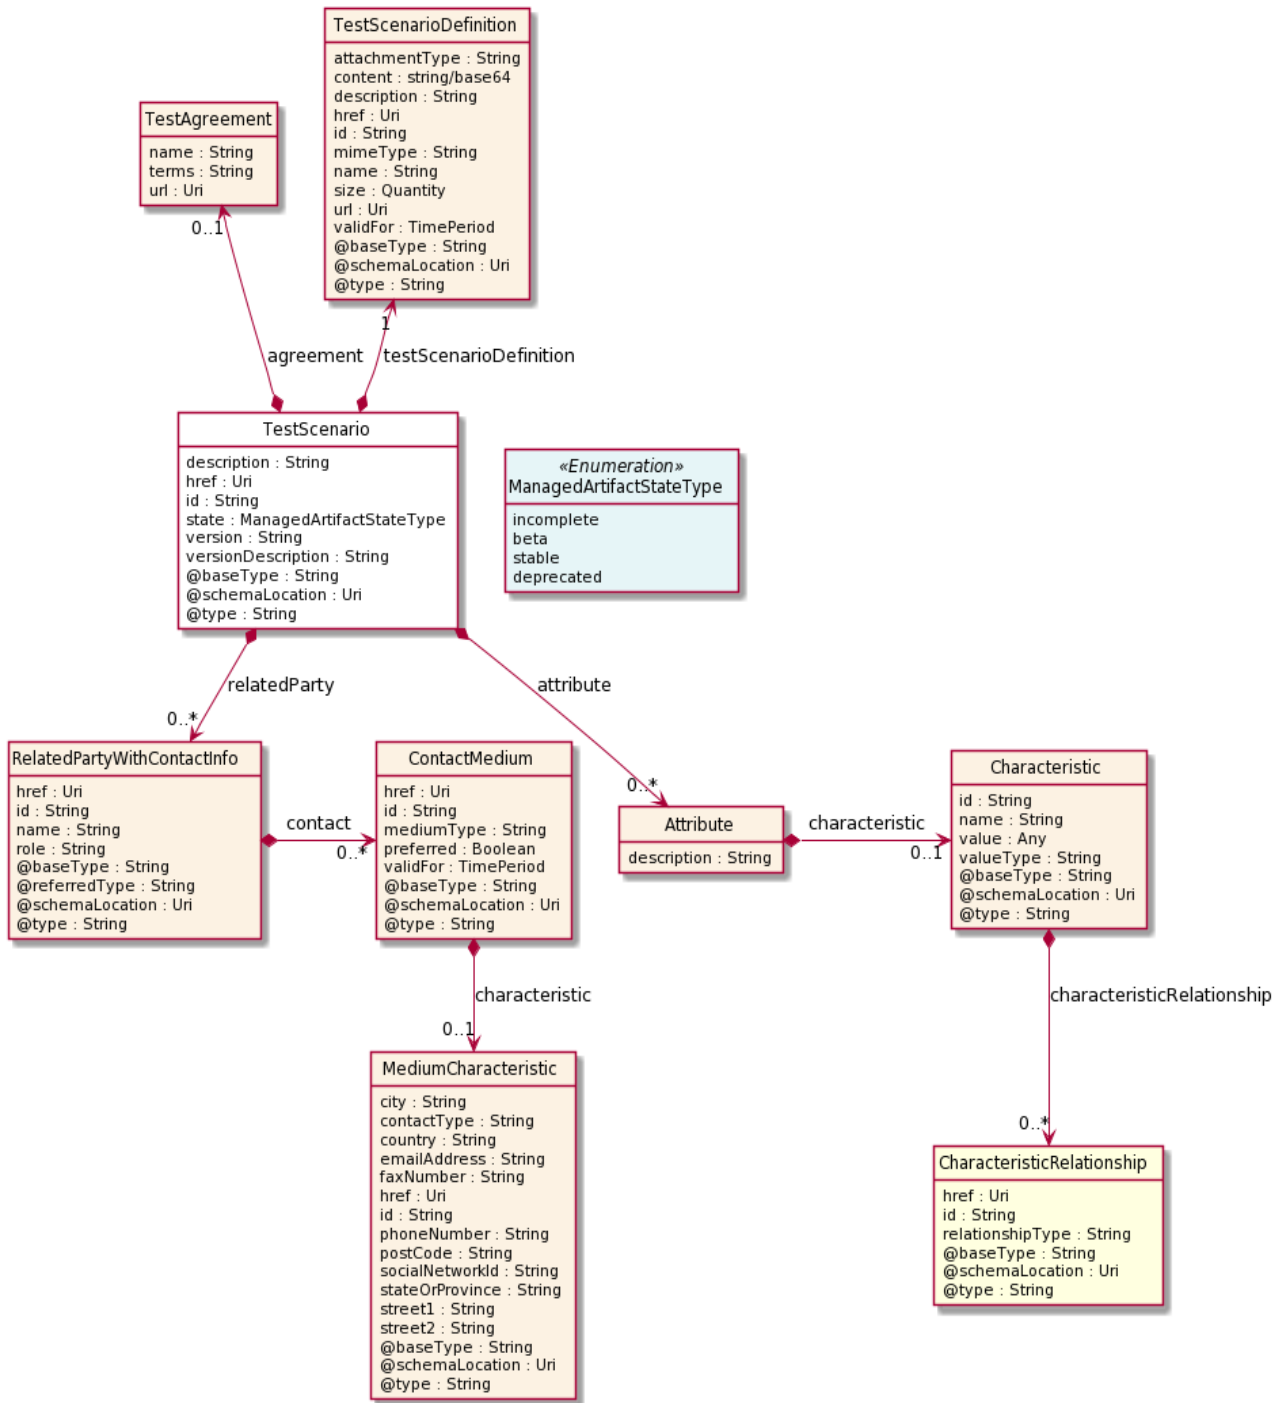 TestScenarioDefinition
attachmentType : String
content : string/base64
description : String
href : Uri
id : String
mimeType : String
name : String
size : Quantity
url : Uri
validFor : TimePeriod
@baseType : String
@schemaLocation : Uri
@type : String
TestAgreement
name : String
terms : String
url : Uri
0..1
1
agreement
testScenarioDefinition
TestScenario
description : String
href : Uri
id : String
state : ManagedArtifactStateType
version : String
versionDescription : String
@baseType : String
@schemaLocation : Uri
@type : String
«Enumeration»
ManagedArtifactStateType
incomplete
beta
stable
deprecated
relatedParty
attribute
0..*
0..*
RelatedPartyWithContactInfo
href : Uri
id : String
name : String
role : String
@baseType : String
@referredType : String
@schemaLocation : Uri
@type : String
contact
0..*
ContactMedium
href : Uri
id : String
mediumType : String
preferred : Boolean
validFor : TimePeriod
@baseType : String
@schemaLocation : Uri
@type : String
Attribute
description : String
characteristic
0..1
Characteristic
id : String
name : String
value : Any
valueType : String
@baseType : String
@schemaLocation : Uri
@type : String
characteristic
0..1
characteristicRelationship
0..*
MediumCharacteristic
city : String
contactType : String
country : String
emailAddress : String
faxNumber : String
href : Uri
id : String
phoneNumber : String
postCode : String
socialNetworkId : String
stateOrProvince : String
street1 : String
street2 : String
@baseType : String
@schemaLocation : Uri
@type : String
CharacteristicRelationship
href : Uri
id : String
relationshipType : String
@baseType : String
@schemaLocation : Uri
@type : String